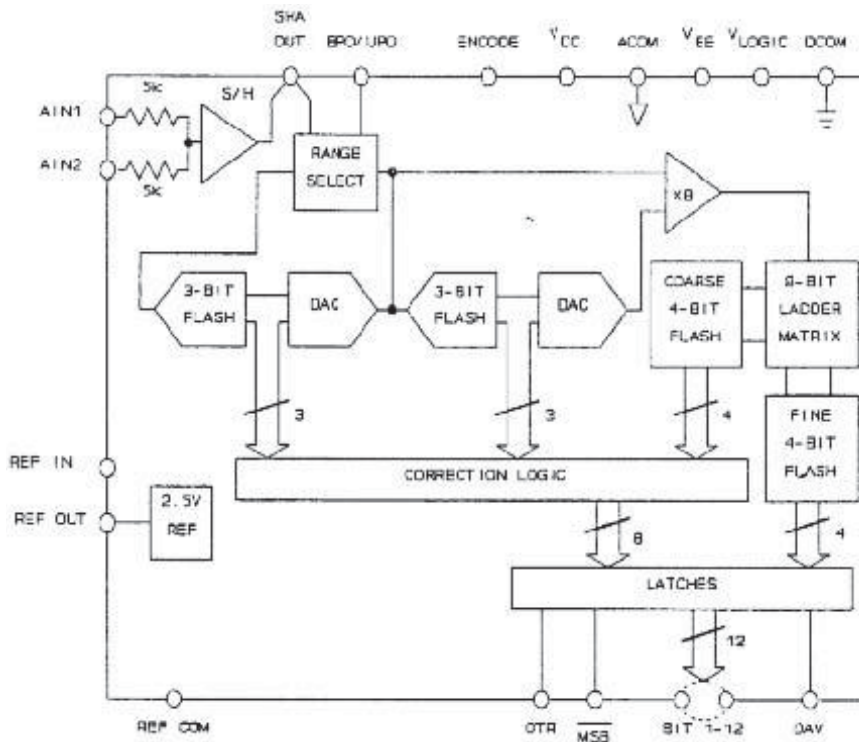 SHA
OUT
BPO/UPO
ENCODE
VCC
ACOM
VEE
VLOGIC
DCOM
5k
AIN1
S/H
AIN2
5k
RANGE
SELECT
X8
3-BIT
FLASH
DAC
3-BIT
FLASH
DAC
COARSE
4-BIT
FLASH
8-BIT
LADDER
MATRIX
3
3
4
FINE
4-BIT
FLASH
REF IN
CORRECTION LOGIC
REF OUT
2.5V
REF
8
4
LATCHES
12
REF COM
OTR
MSB
BIT 1-12
DAV